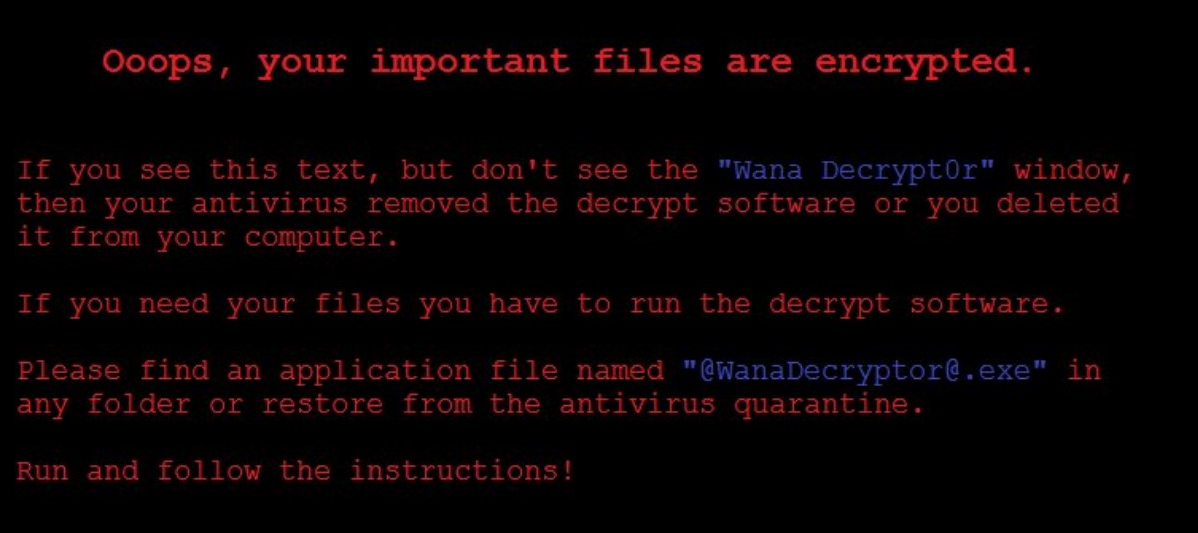 Ooops, your important files are encrypted.
If you see this text, but don't see the "Wana Decrypt0r" window,
then your antivirus removed the decrypt software or you deleted
it from your computer.
If you need your files you have to run the decrypt software.
Please find an application file named "@WanaDecryptor@.exe" in
any folder or restore from the antivirus quarantine.
Run and follow the instructions!